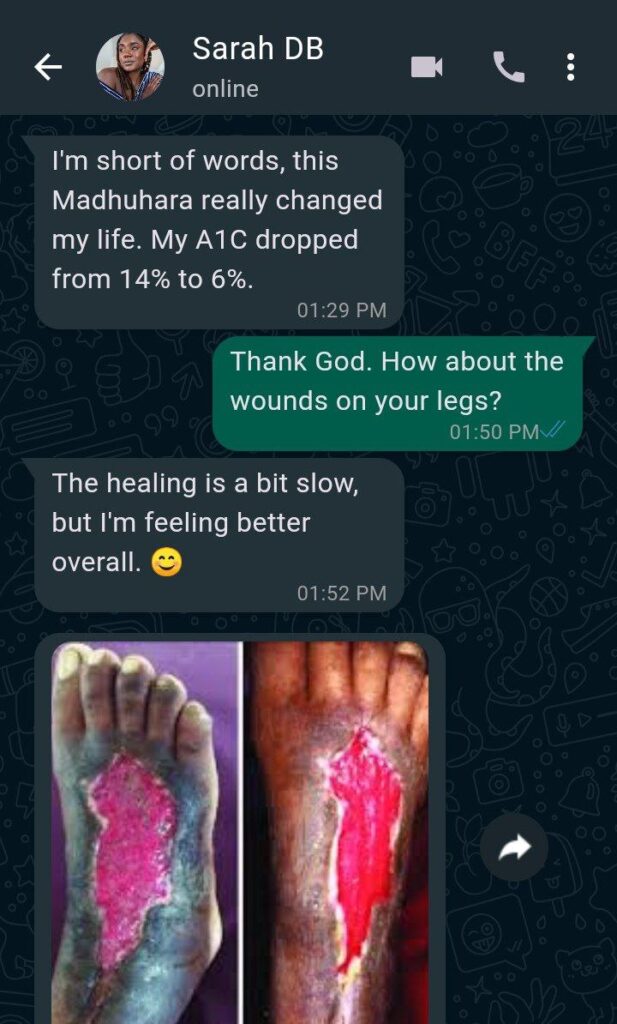 Sarah DB
online
I'm short of words, this
Madhuhara really changed
my life. My A1C dropped
from 14% to 6%.
01:29 PM
Thank God. How about the
wounds on your legs?
01:50 PM
The healing is a bit slow,
but I'm feeling better
overall. 😊
01:52 PM